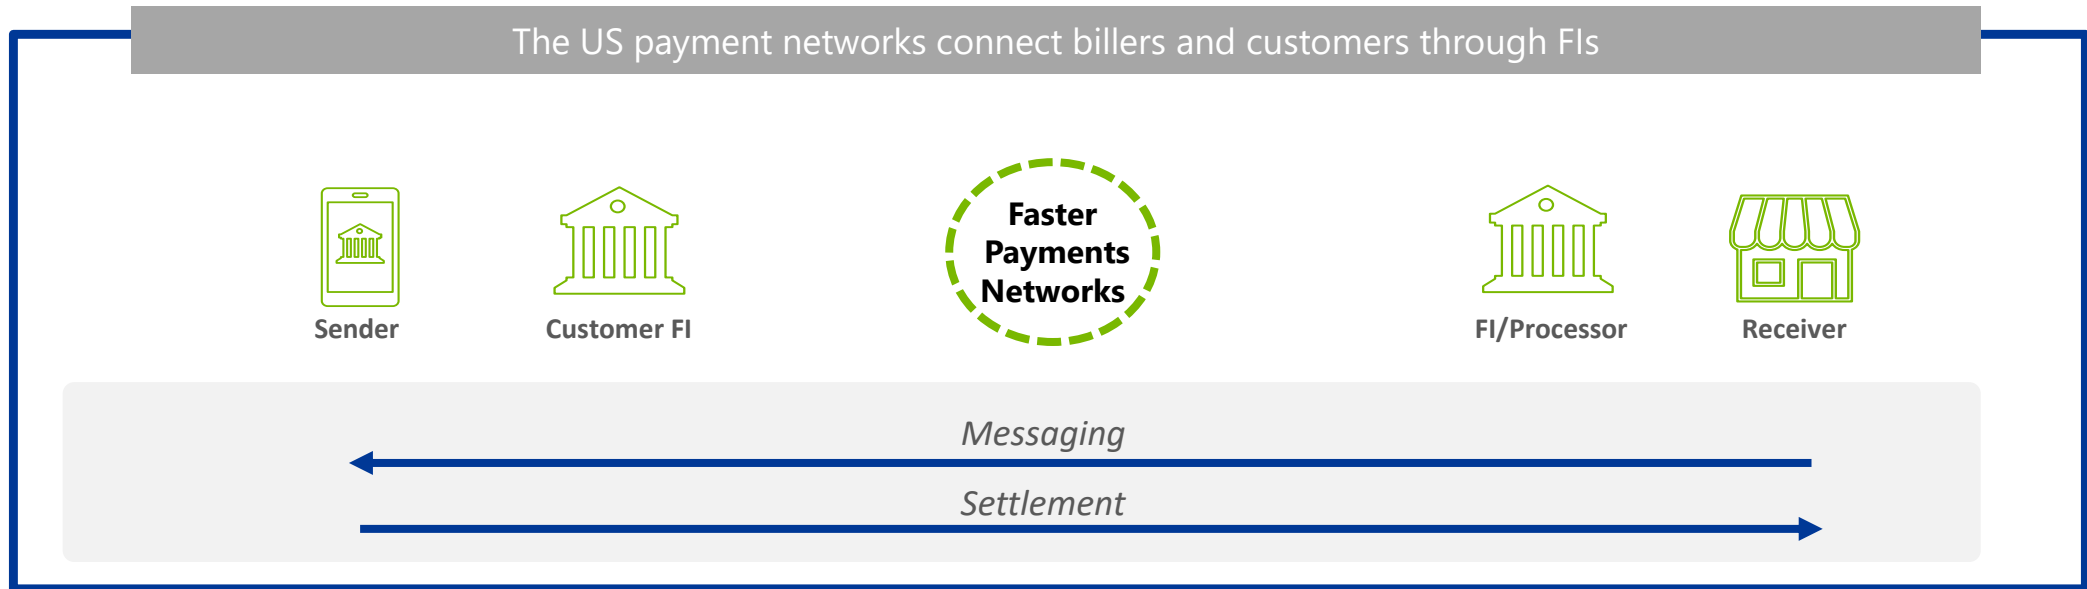 The US payment networks connect billers and customers through FIs
Faster
Payments
Networks
Sender
Customer FI
FI/Processor
Receiver
Messaging
Settlement